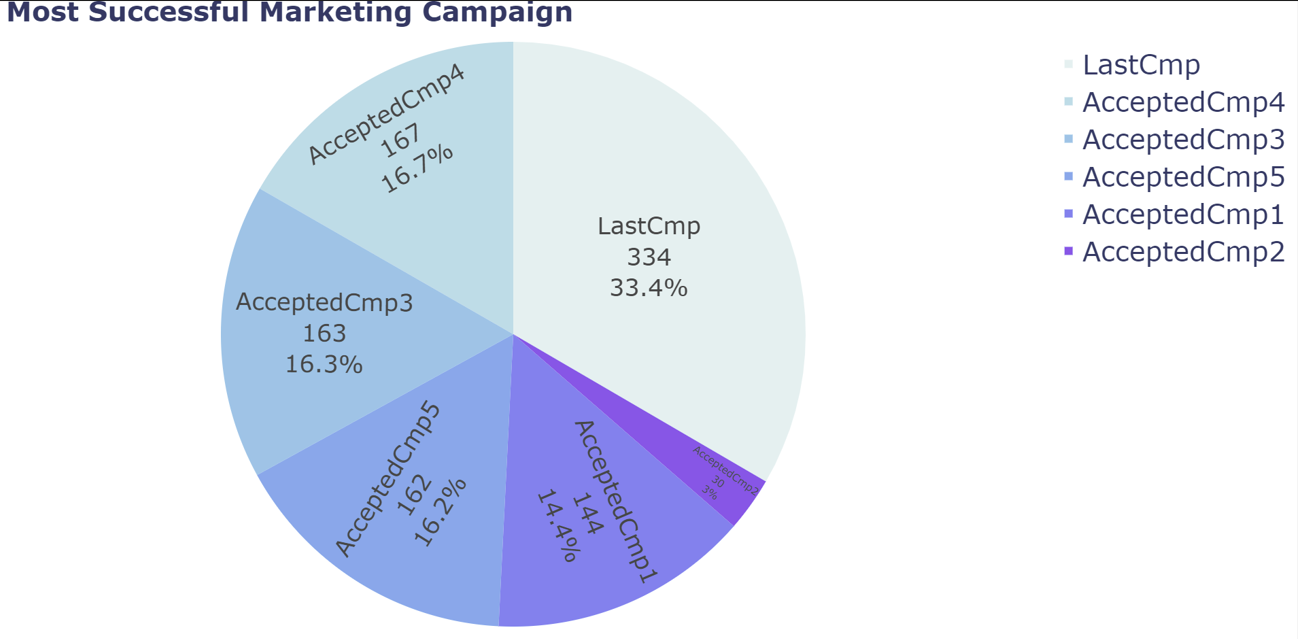 Most Successful Marketing Campaign
LastCmp
334
33.4%
AcceptedCmp4
167
16.7%
AcceptedCmp3
163
16.3%
AcceptedCmp5
162
16.2%
AcceptedCmp1
144
14.4%
AcceptedCmp2
30
3%
LastCmp
AcceptedCmp4
AcceptedCmp3
AcceptedCmp5
AcceptedCmp1
AcceptedCmp2